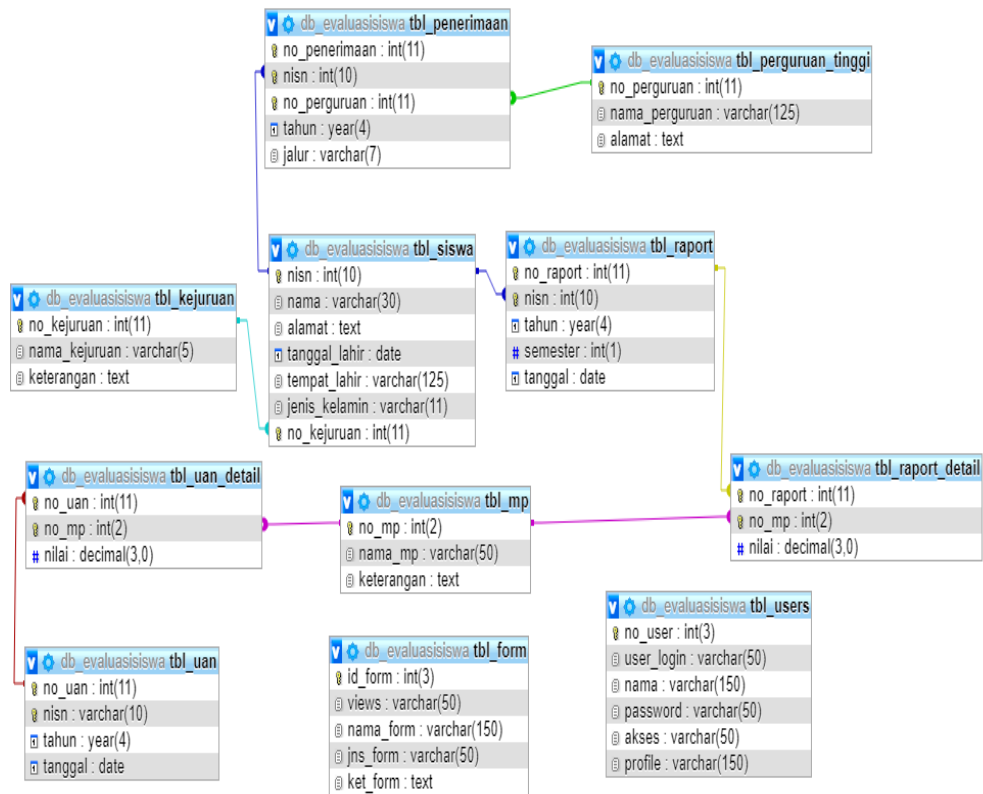 db_evaluasisiswa tbl_penerimaan
no_penerimaan : int(11)
nisn : int(10)
no_perguruan : int(11)
tahun : year(4)
jalur : varchar(7)
db_evaluasisiswa tbl_perguruan_tinggi
no_perguruan : int(11)
nama_perguruan : varchar(125)
alamat : text
db_evaluasisiswa tbl_siswa
nisn : int(10)
nama : varchar(30)
alamat : text
tanggal_lahir : date
tempat_lahir : varchar(125)
jenis_kelamin : varchar(11)
no_kejuruan : int(11)
db_evaluasisiswa tbl_raport
no_raport : int(11)
nisn : int(10)
tahun : year(4)
semester : int(1)
tanggal : date
db_evaluasisiswa tbl_kejuruan
no_kejuruan : int(11)
nama_kejuruan : varchar(5)
keterangan : text
db_evaluasisiswa tbl_uan_detail
no_uan : int(11)
no_mp : int(2)
nilai : decimal(3,0)
db_evaluasisiswa tbl_mp
no_mp : int(2)
nama_mp : varchar(50)
keterangan : text
db_evaluasisiswa tbl_raport_detail
no_raport : int(11)
no_mp : int(2)
nilai : decimal(3,0)
db_evaluasisiswa tbl_uan
no_uan : int(11)
nisn : varchar(10)
tahun : year(4)
tanggal : date
db_evaluasisiswa tbl_form
id_form : int(3)
views : varchar(50)
nama_form : varchar(150)
jns_form : varchar(50)
ket_form : text
db_evaluasisiswa tbl_users
no_user : int(3)
user_login : varchar(50)
nama : varchar(150)
password : varchar(50)
akses : varchar(50)
profile : varchar(150)